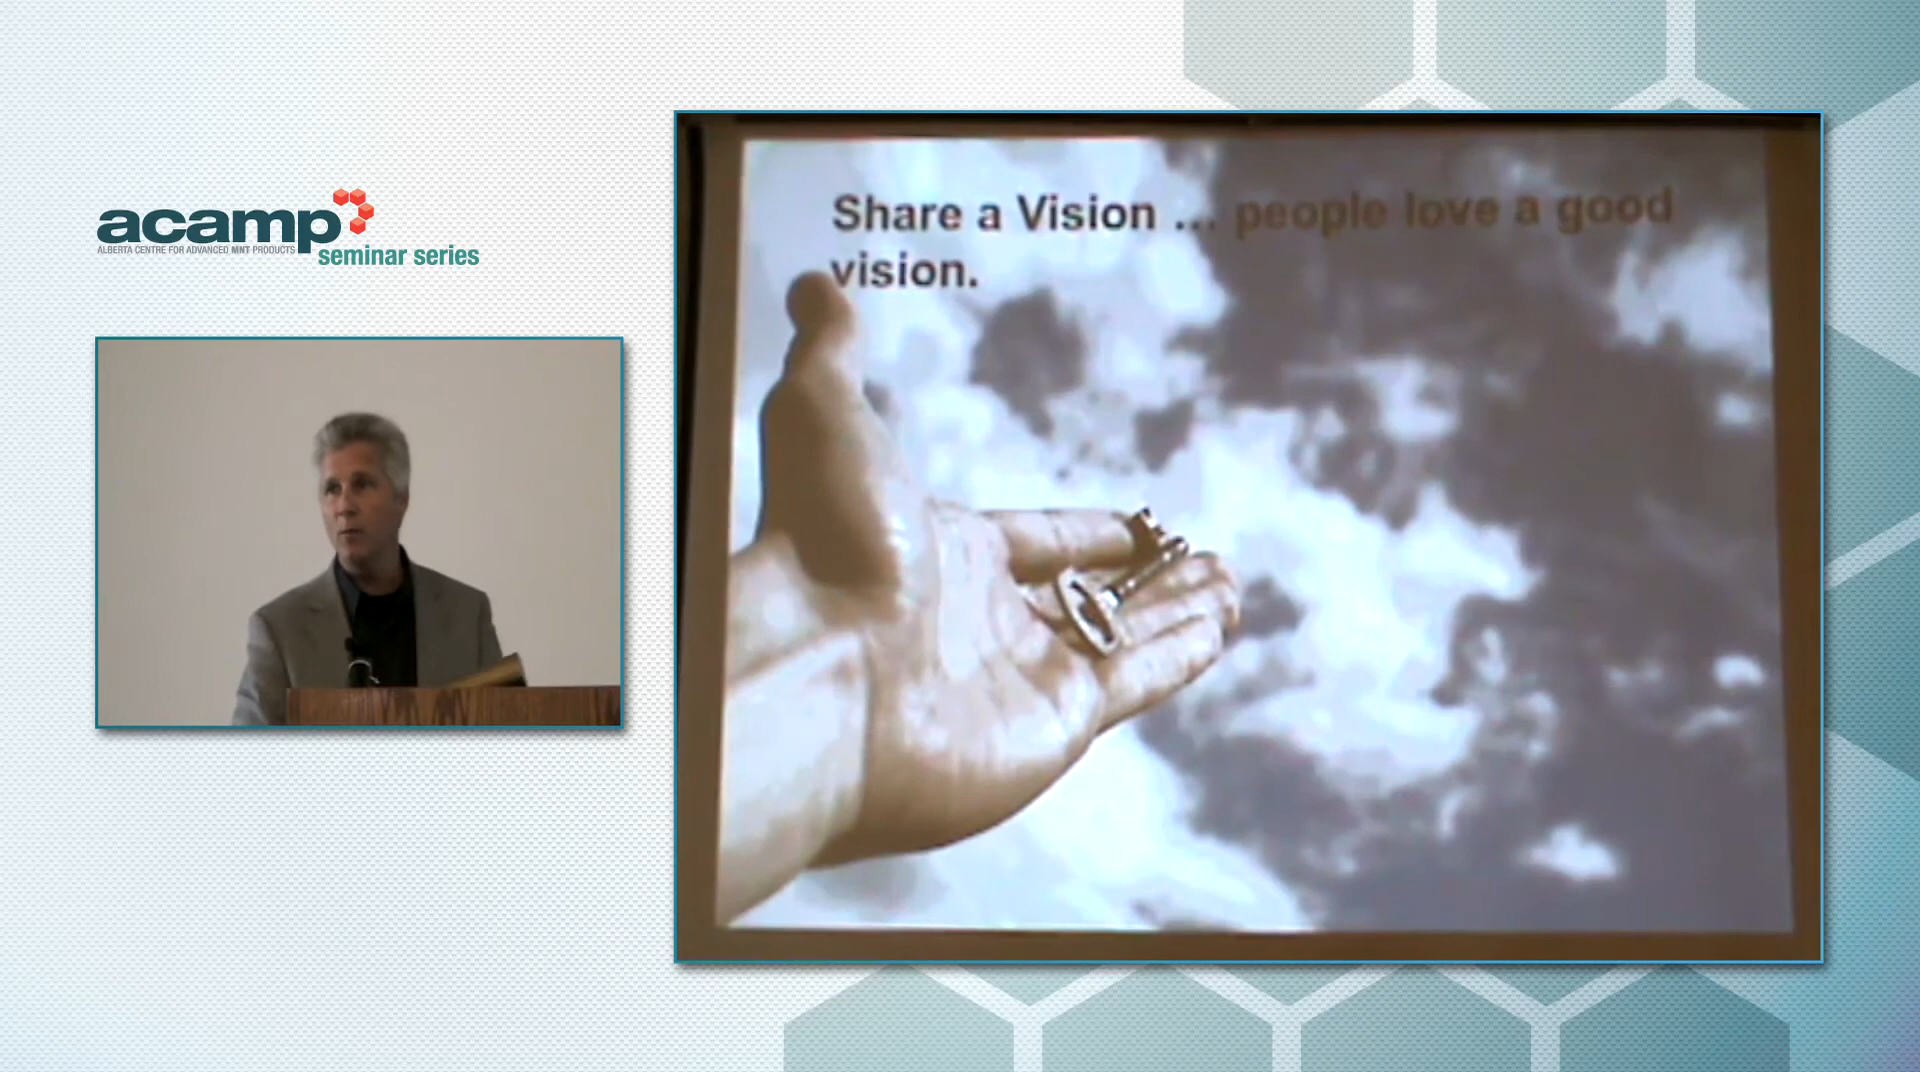 acamp
ALBERTA CENTRE FOR ADVANCED MNT PRODUCTS
seminar series
Share a Vision ... people love a good
vision.